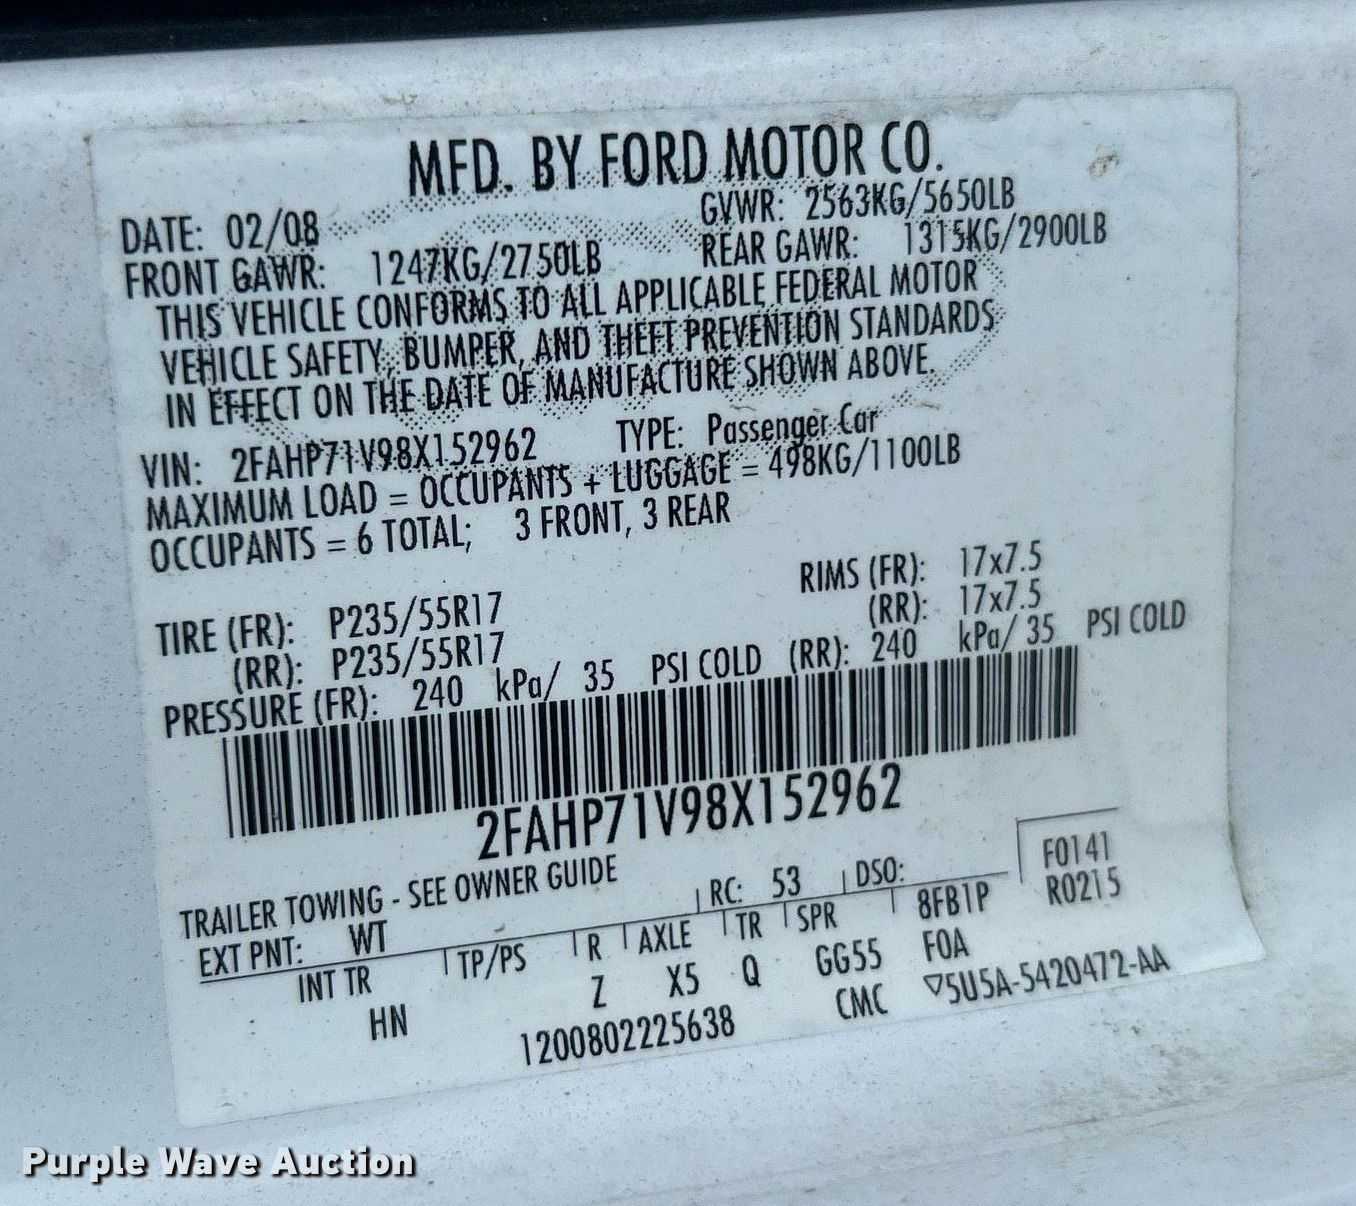 MFD. BY FORD MOTOR CO.
DATE: 02/08 GVWR: 2563KG/5650LB
FRONT GAWR: 1247KG/2750LB REAR GAWR: 1315KG/2900LB
THIS VEHICLE CONFORMS TO ALL APPLICABLE FEDERAL MOTOR
VEHICLE SAFETY, BUMPER, AND THEFT PREVENTION STANDARDS
IN EFFECT ON THE DATE OF MANUFACTURE SHOWN ABOVE.
VIN: 2FAHP71V98X152962 TYPE: Passenger Car
MAXIMUM LOAD = OCCUPANTS + LUGGAGE = 498KG/1100LB
OCCUPANTS = 6 TOTAL; 3 FRONT, 3 REAR
TIRE (FR): P235/55R17 RIMS (FR): 17x7.5
(RR): P235/55R17 (RR): 17x7.5
PRESSURE (FR): 240 kPa/ 35 PSI COLD (RR): 240 kPa/ 35 PSI COLD
2FAHP71V98X152962
TRAILER TOWING - SEE OWNER GUIDE
F0141
EXT PNT: WT RC: 53 DSO: R0215
INT TR TP/PS R AXLE TR SPR 8FB1P
HN Z X5 Q GG55 FOA
1200802225638 CMC ▽5U5A-5420472-AA
Purple Wave Auction